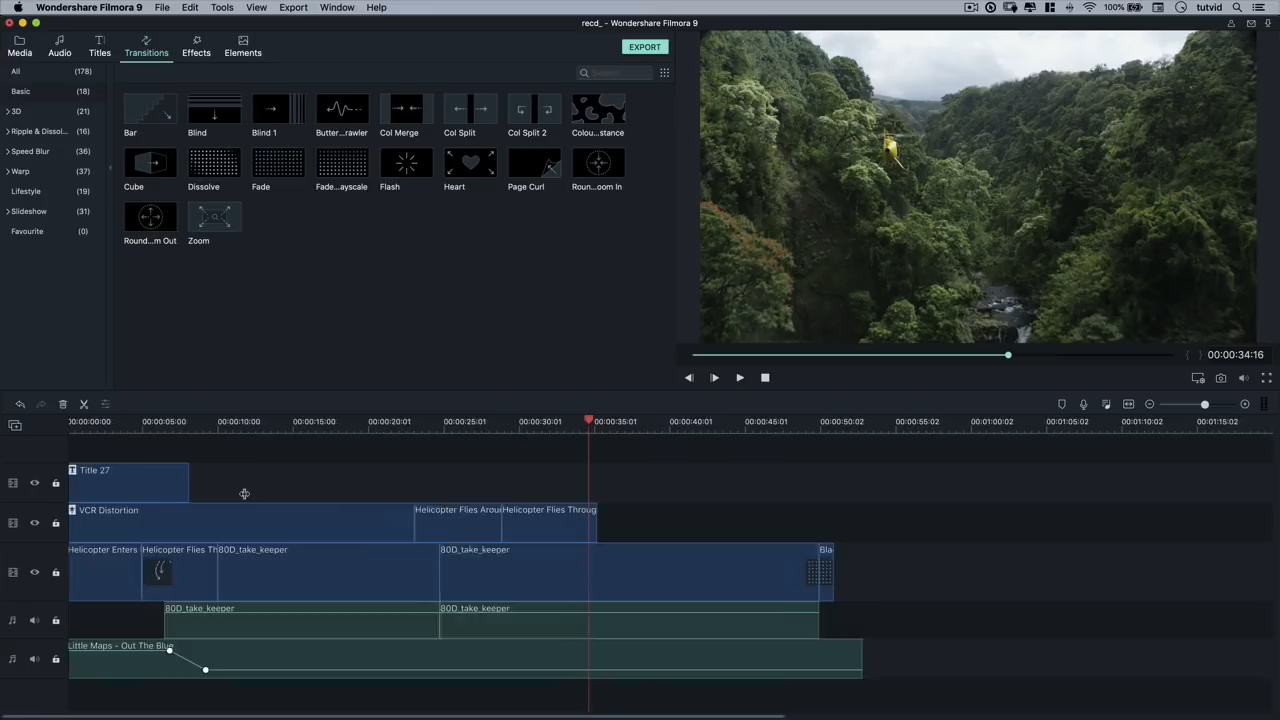 Wondershare Filmora 9 File Edit Tools View Export Window Help 100% tutvid
recd_ - Wondershare Filmora 9
Media Audio Titles Transitions Effects Elements EXPORT
All (178)
Basic (18)
3D (21)
Ripple & Dissol... (16)
Speed Blur (36)
Warp (37)
Lifestyle (19)
Slideshow (31)
Favourite (0)
Search
Bar Blind Blind 1 Butter...rawler Col Merge Col Split Col Split 2 Colou...stance
Cube Dissolve Fade Fade...ayscale Flash Heart Page Curl Roun...oom In
Round...m Out Zoom
00:00:34:16
00:00:00:00 00:00:05:00 00:00:10:00 00:00:15:00 00:00:20:01 00:00:25:01 00:00:30:01 00:00:35:01 00:00:40:01 00:00:45:01 00:00:50:02 00:00:55:02 00:01:00:02 00:01:05:02 00:01:10:02 00:01:15:02
Title 27
VCR Distortion Helicopter Flies Arou Helicopter Flies Throug
Helicopter Enters Helicopter Flies Th 80D_take_keeper 80D_take_keeper Bla
80D_take_keeper 80D_take_keeper
Little Maps - Out The Blue